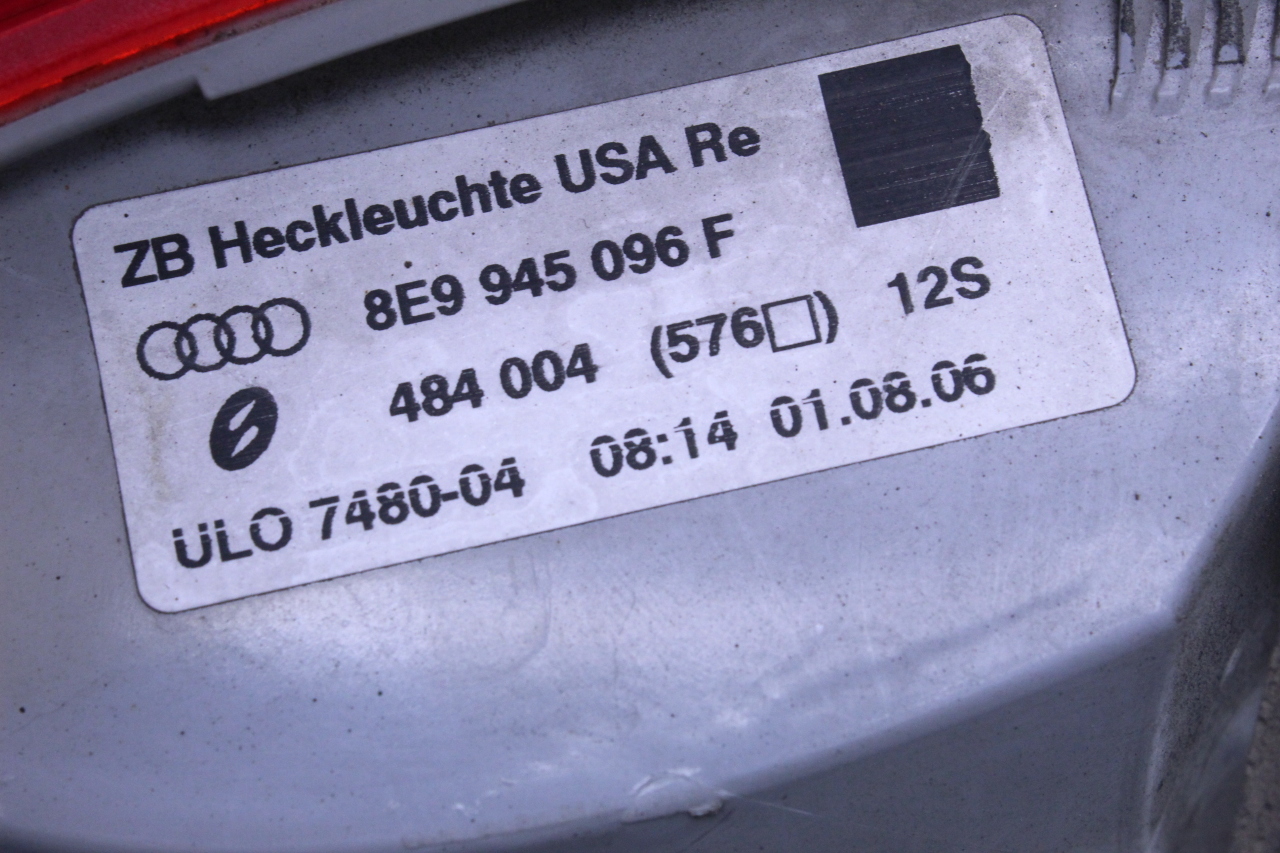 ZB Heckleuchte USA Re
8E9 945 096 F
484 004 (576□) 12S
ULO 7480-04 08:14 01.08.06